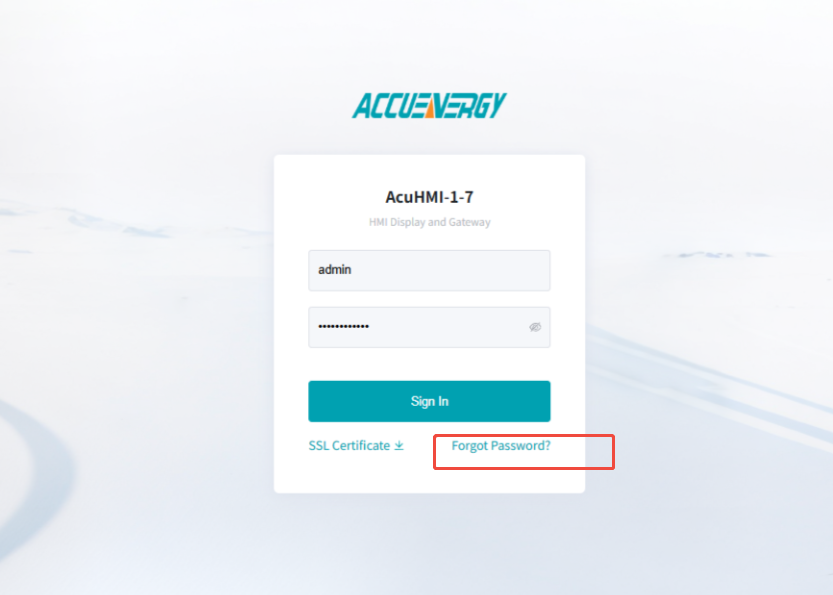 ACCUENERGY
AcuHMI-1-7
HMI Display and Gateway
admin
••••••••••••
Sign In
SSL Certificate
Forgot Password?